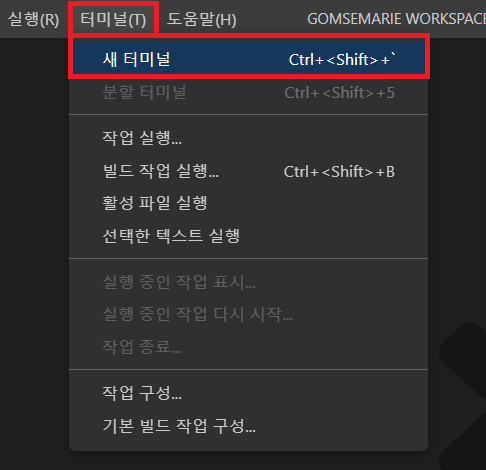 실행(R) 터미널(T) 도움말(H) GOMSEMARIE WORKSPACE
새 터미널 Ctrl+<Shift>+`
분할 터미널 Ctrl+<Shift>+5
작업 실행...
빌드 작업 실행... Ctrl+<Shift>+B
활성 파일 실행
선택한 텍스트 실행
실행 중인 작업 표시...
실행 중인 작업 다시 시작...
작업 종료...
작업 구성...
기본 빌드 작업 구성...